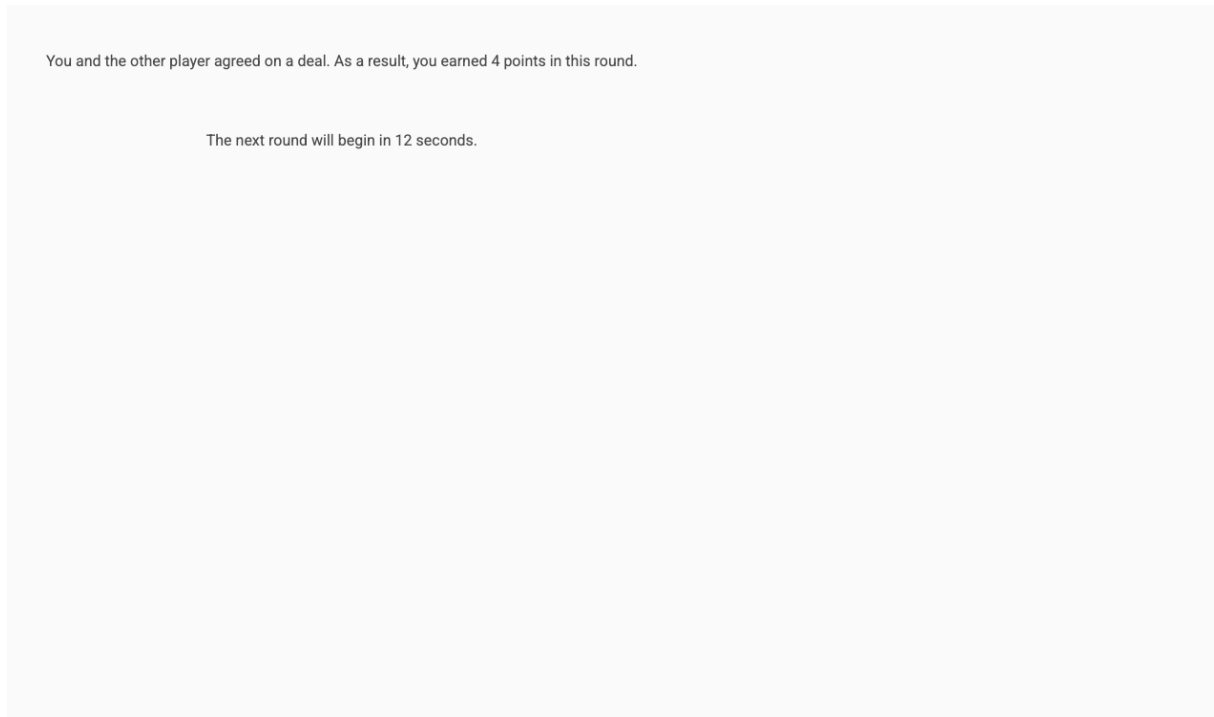 You and the other player agreed on a deal. As a result, you earned 4 points in this round.
The next round will begin in 12 seconds.